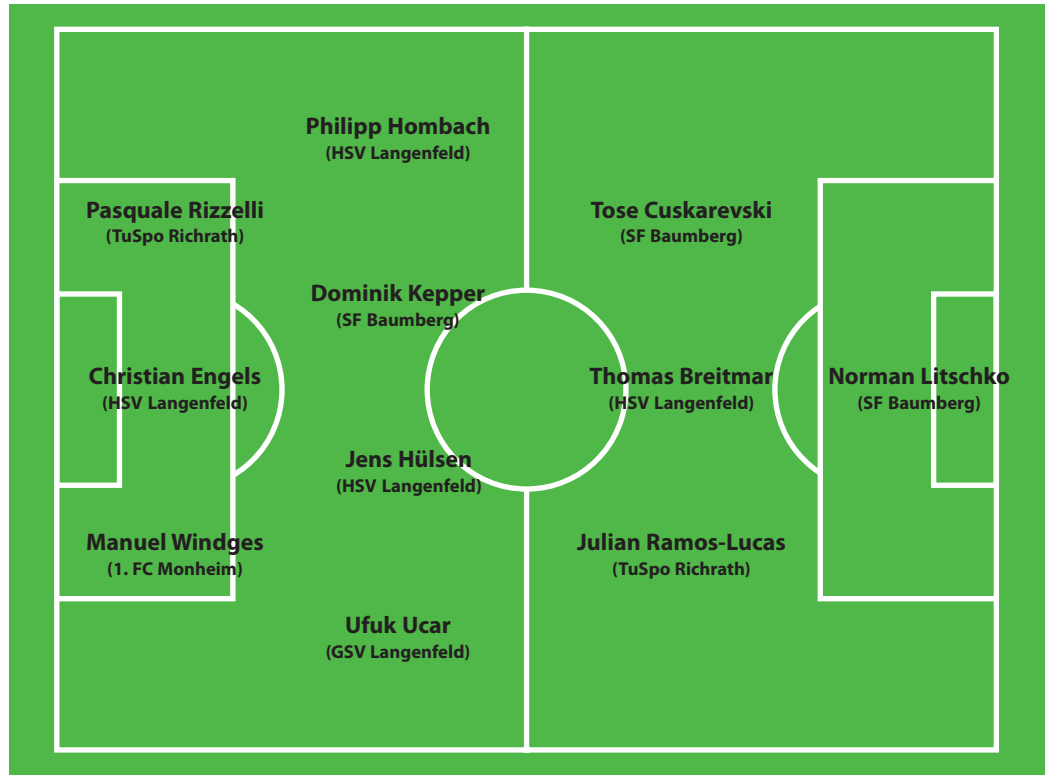 Philipp Hombach
(HSV Langenfeld)
Pasquale Rizzelli
(TuSpo Richrath)
Tose Cuskarevski
(SF Baumberg)
Dominik Kepper
(SF Baumberg)
Christian Engels
(HSV Langenfeld)
Thomas Breitmar
(HSV Langenfeld)
Norman Litschko
(SF Baumberg)
Jens Hülsen
(HSV Langenfeld)
Manuel Windges
(1. FC Monheim)
Julian Ramos-Lucas
(TuSpo Richrath)
Ufuk Ucar
(GSV Langenfeld)